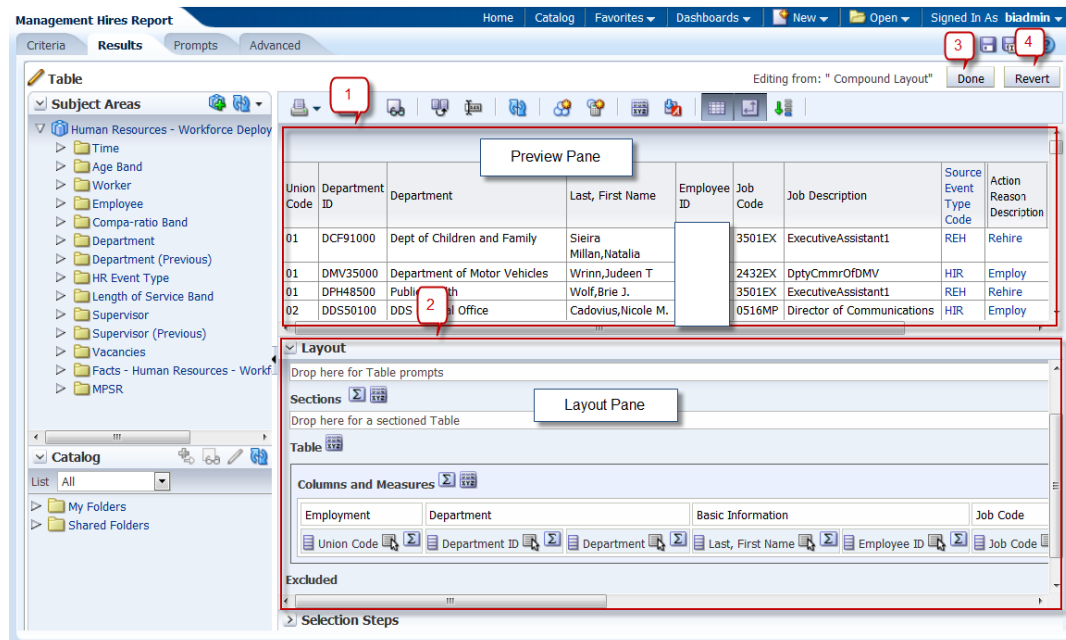 Management Hires Report
Home Catalog Favorites Dashboards New Open Signed In As biadmin
Criteria Results Prompts Advanced
3 4
Table
Editing from: " Compound Layout" Done Revert
Subject Areas
Human Resources - Workforce Deploy
Time
Age Band
Worker
Employee
Compa-ratio Band
Department
Department (Previous)
HR Event Type
Length of Service Band
Supervisor
Supervisor (Previous)
Vacancies
Facts - Human Resources - Workf
MPSR
Catalog
List All
My Folders
Shared Folders
1
Preview Pane
Union Code Department ID Department Last, First Name Employee ID Job Code Job Description Source Event Type Code Action Reason Description
01 DCF91000 Dept of Children and Family Sieira Millan,Natalia 3501EX ExecutiveAssistant1 REH Rehire
01 DMV35000 Department of Motor Vehicles Wrinn,Judeen T 2432EX DptyCmmrOfDMV HIR Employ
01 DPH48500 Public th Wolf,Brie J. 3501EX ExecutiveAssistant1 REH Rehire
02 DDS50100 DDS l Office Cadovius,Nicole M. 0516MP Director of Communications HIR Employ
2
Layout
Drop here for Table prompts
Sections
Layout Pane
Drop here for a sectioned Table
Table
Columns and Measures
Employment Department Basic Information Job Code
Union Code Department ID Department Last, First Name Employee ID Job Code
Excluded
Selection Steps